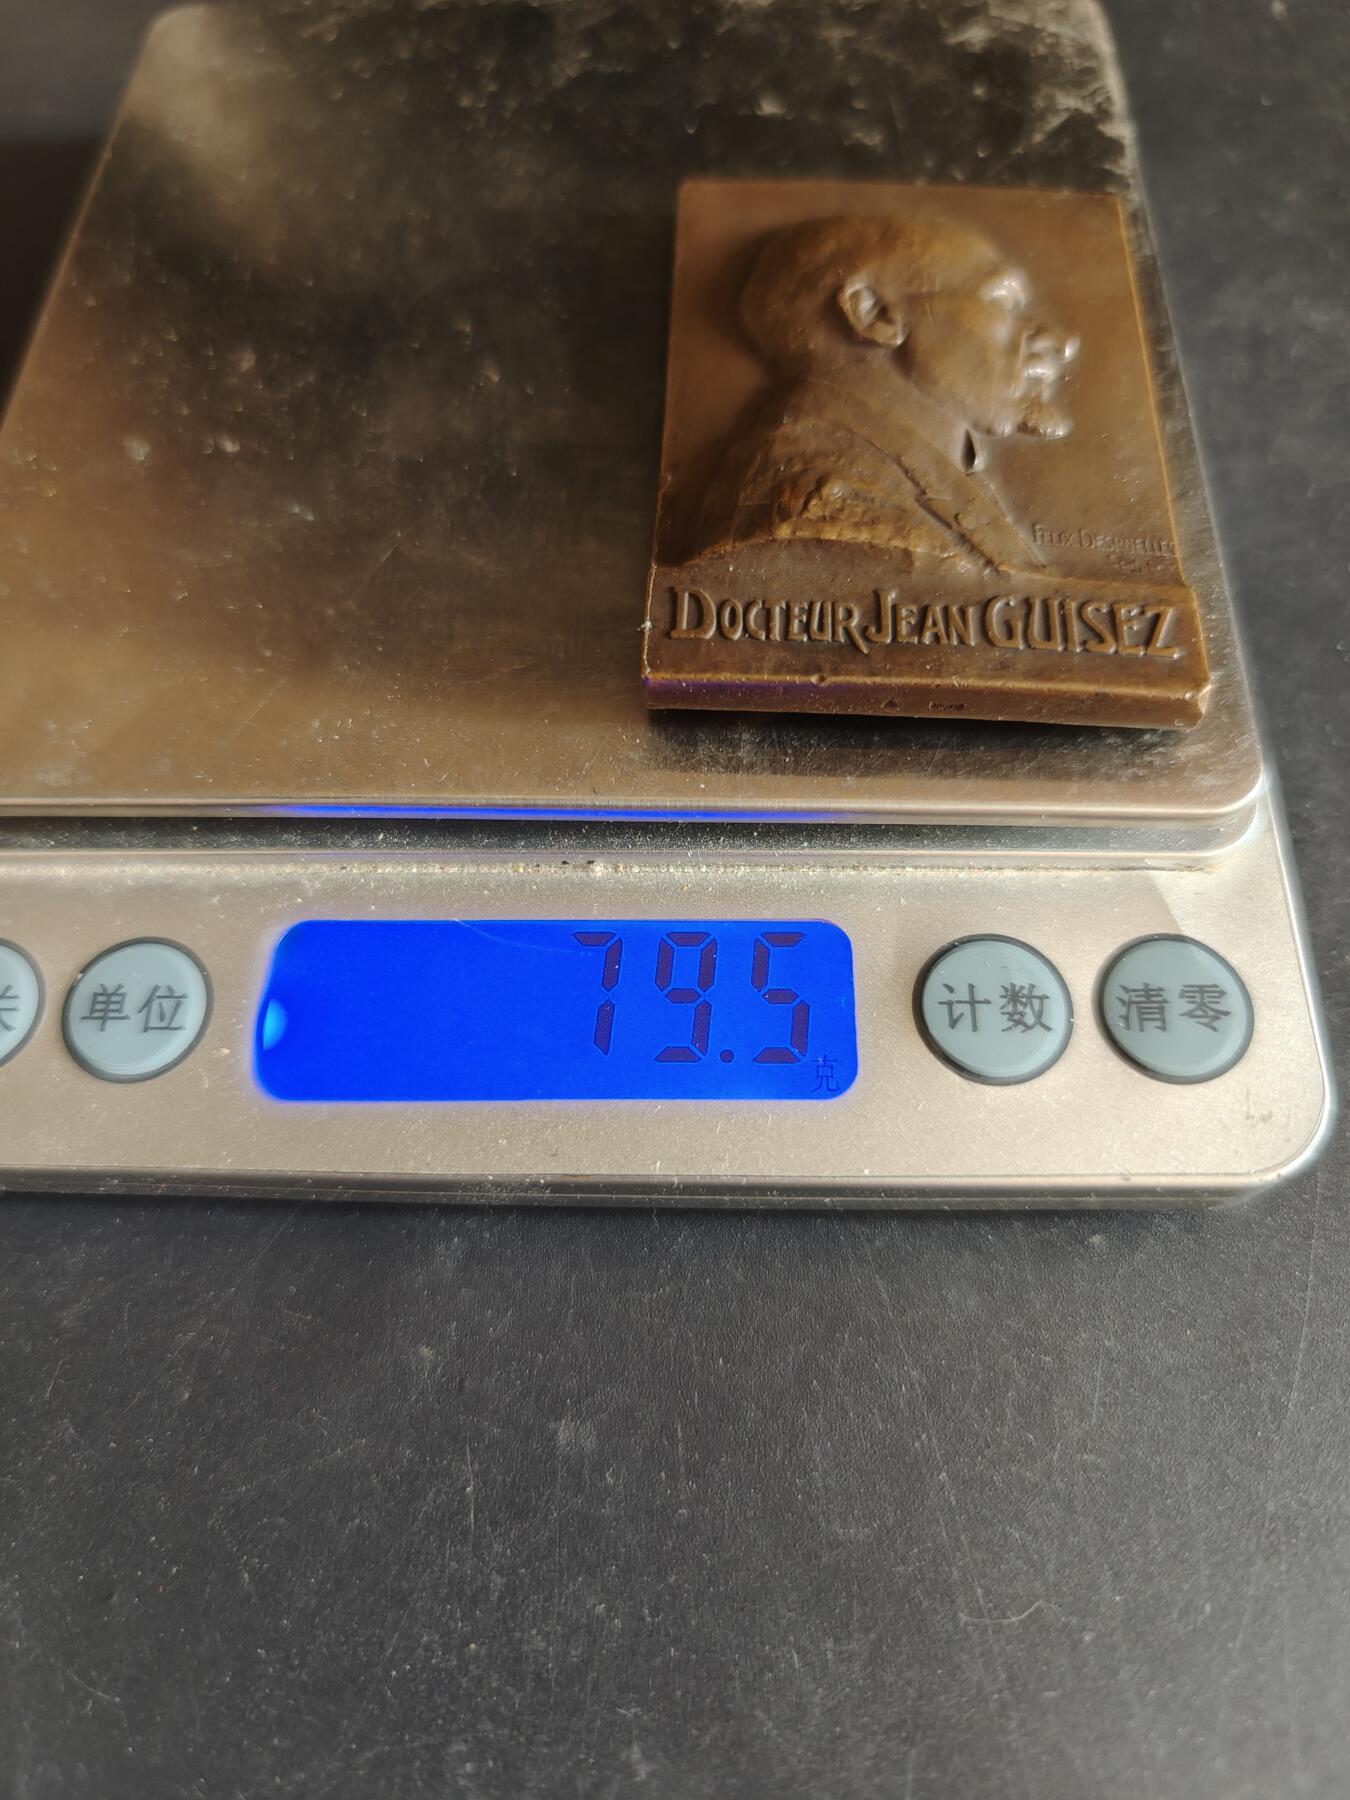 FELIX DESRUELLES
DOCTEUR JEAN GUISEZ
79.5
克
单位
计数
清零